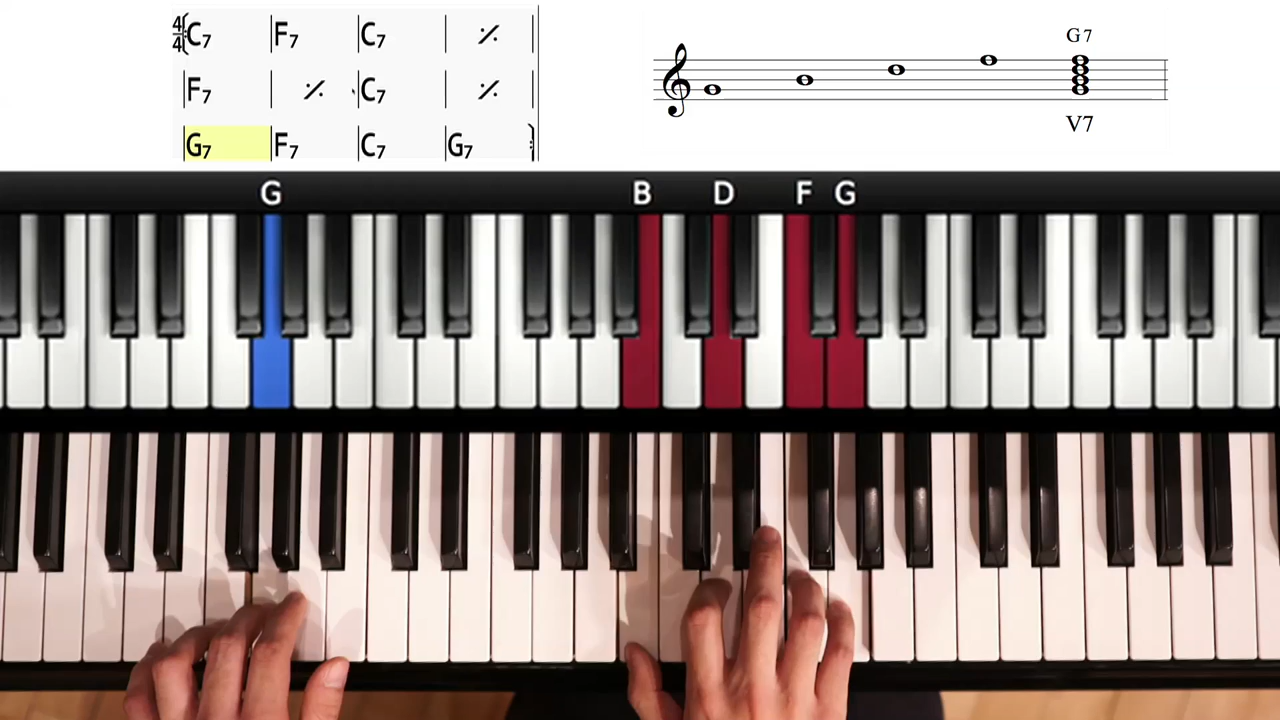 4/4 C7 F7 C7 𝄎
F7 𝄎 C7 𝄎
G7 F7 C7 G7
G7
V7
G B D F G